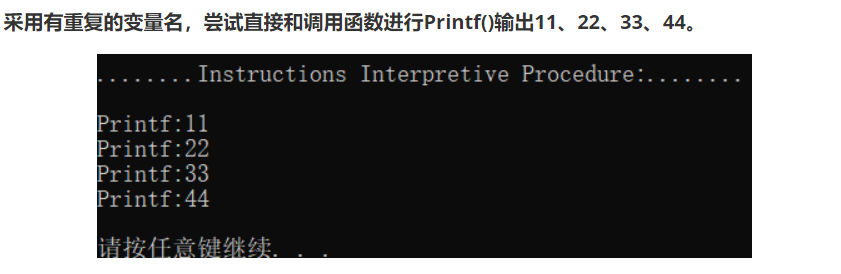 采用有重复的变量名，尝试直接和调用函数进行Printf()输出11、22、33、44。
........Instructions Interpretive Procedure:........
Printf:11
Printf:22
Printf:33
Printf:44
请按任意键继续. . .